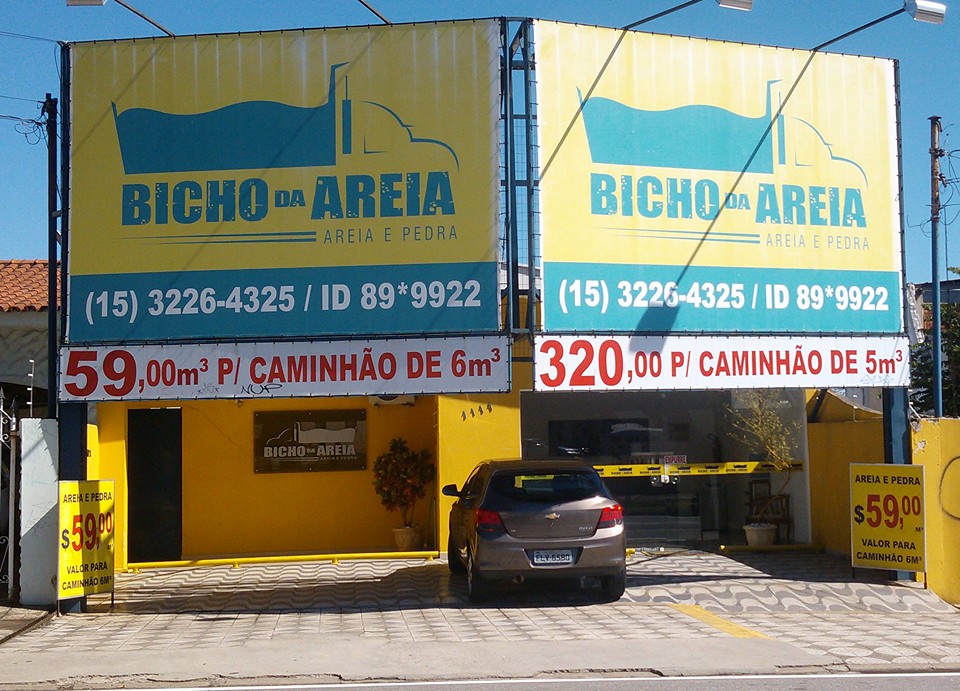 BICHO DA AREIA
AREIA E PEDRA
(15) 3226-4325 / ID 89*9922
59,00m³ P/ CAMINHÃO DE 6m³
BICHO DA AREIA
AREIA E PEDRA
(15) 3226-4325 / ID 89*9922
320,00 P/ CAMINHÃO DE 5m³
BICHO DA AREIA
EMPURRE
AREIA E PEDRA
$59,00
VALOR PARA
CAMINHÃO 6M³
AREIA E PEDRA
$59,00
M³
VALOR PARA
CAMINHÃO 6M³